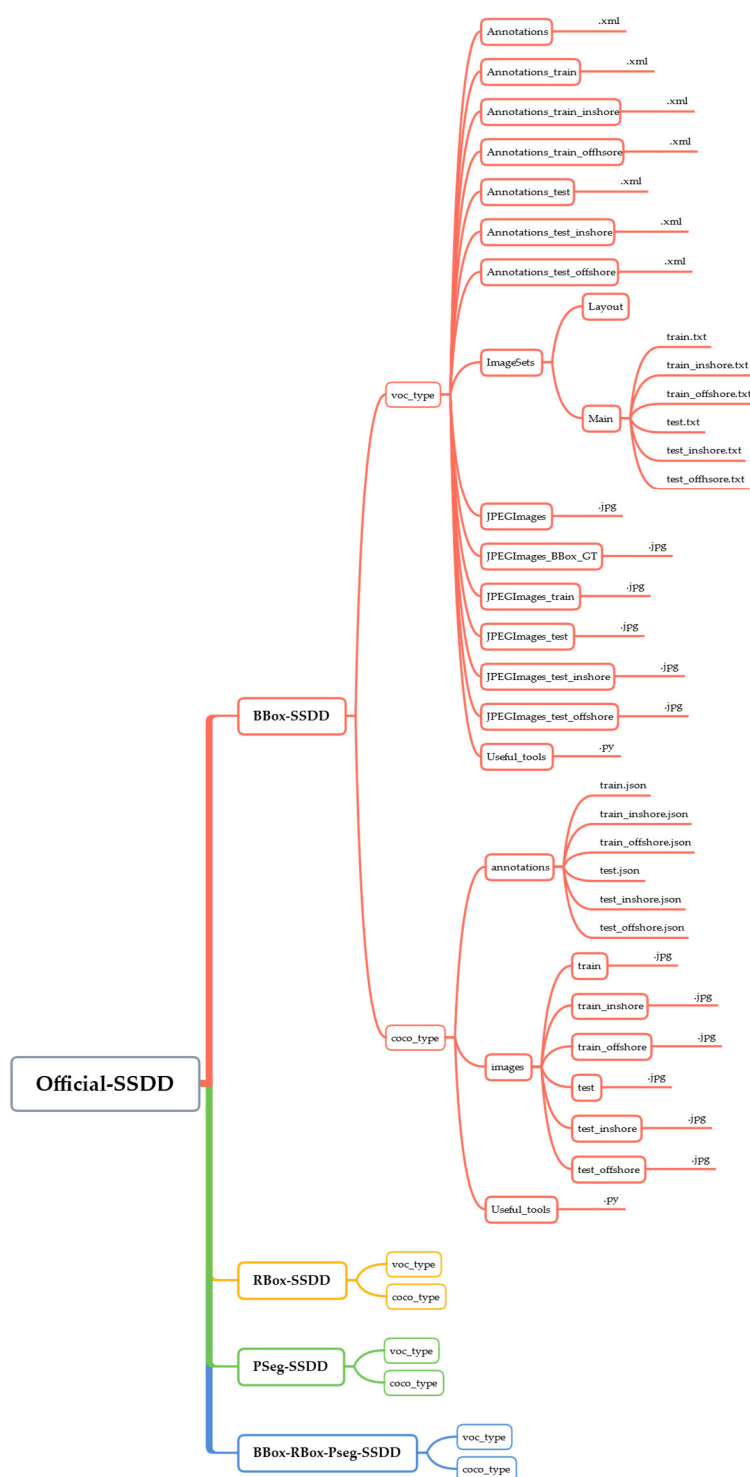 Official-SSDD
BBox-SSDD
voc_type
Annotations
.xml
Annotations_train
.xml
Annotations_train_inshore
.xml
Annotations_train_offhsore
.xml
Annotations_test
.xml
Annotations_test_inshore
.xml
Annotations_test_offshore
.xml
ImageSets
Layout
Main
train.txt
train_inshore.txt
train_offshore.txt
test.txt
test_inshore.txt
test_offhsore.txt
JPEGImages
.jpg
JPEGImages_BBox_GT
.jpg
JPEGImages_train
.jpg
JPEGImages_test
.jpg
JPEGImages_test_inshore
.jpg
JPEGImages_test_offshore
.jpg
Useful_tools
.py
coco_type
annotations
train.json
train_inshore.json
train_offshore.json
test.json
test_inshore.json
test_offshore.json
images
train
.jpg
train_inshore
.jpg
train_offshore
.jpg
test
.jpg
test_inshore
.jpg
test_offshore
.jpg
Useful_tools
.py
RBox-SSDD
voc_type
coco_type
PSeg-SSDD
voc_type
coco_type
BBox-RBox-Pseg-SSDD
voc_type
coco_type